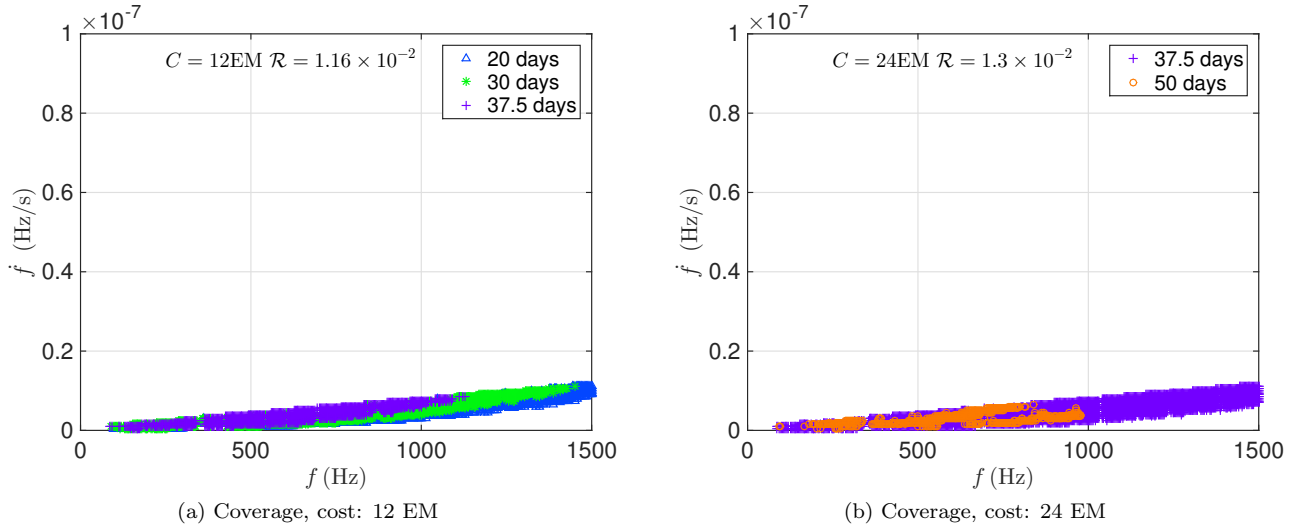 ×10⁻⁷
C = 12EM R = 1.16 × 10⁻²
20 days
30 days
37.5 days
1
0.8
0.6
0.4
0.2
0
ḟ (Hz/s)
0 500 1000 1500
f (Hz)
(a) Coverage, cost: 12 EM
×10⁻⁷
C = 24EM R = 1.3 × 10⁻²
37.5 days
50 days
1
0.8
0.6
0.4
0.2
0
ḟ (Hz/s)
0 500 1000 1500
f (Hz)
(b) Coverage, cost: 24 EM